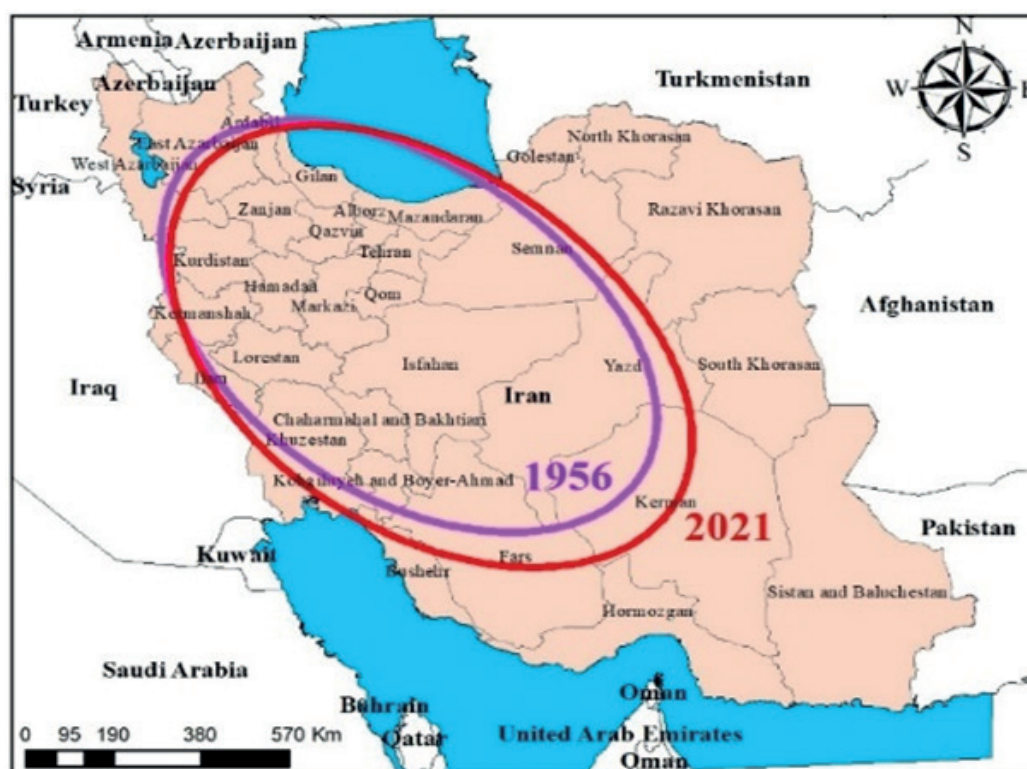 N
W
E
S
Armenia
Azerbaijan
Azerbaijan
Turkey
Turkmenistan
Ardabil
East Azarbaijan
West Azarbaijan
North Khorasan
Golestan
Gilan
Syria
Zanjan
Alborz
Mazandaran
Razavi Khorasan
Qazvin
Tehran
Semnan
Kurdistan
Hamadan
Qom
Markazi
Kermanshah
Afghanistan
Lorestan
Isfahan
Yazd
South Khorasan
Ilam
Iraq
Iran
Chaharmahal and Bakhtiari
Khuzestan
Kohgiluyeh and Boyer-Ahmad
1956
Kerman
2021
Pakistan
Kuwait
Fars
Bushehr
Sistan and Baluchestan
Hormozgan
Saudi Arabia
Oman
Bahrain
Qatar
United Arab Emirates
Oman
0 95 190 380 570 Km